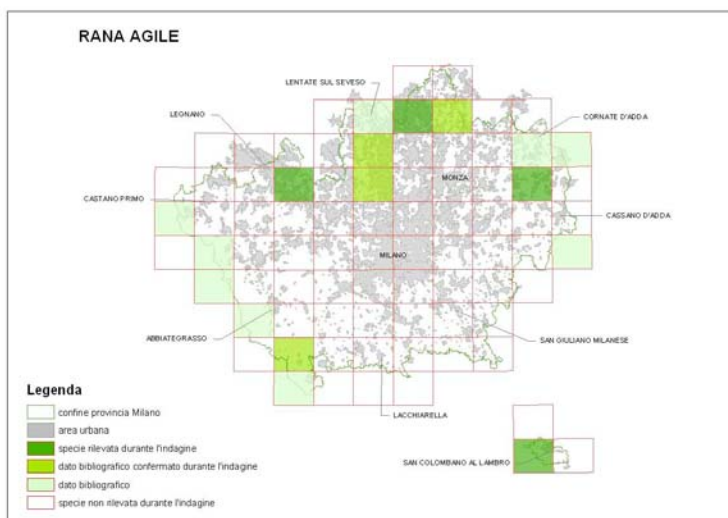 RANA AGILE
LENTATE SUL SEVESO
LEGNANO
CORNATE D'ADDA
MONZA
CASTANO PRIMO
CASSANO D'ADDA
MILANO
ABBIATEGRASSO
SAN GIULIANO MILANESE
LACCHIARELLA
SAN COLOMBANO AL LAMBRO
Legenda
confine provincia Milano
area urbana
specie rilevata durante l'indagine
dato bibliografico confermato durante l'indagine
dato bibliografico
specie non rilevata durante l'indagine